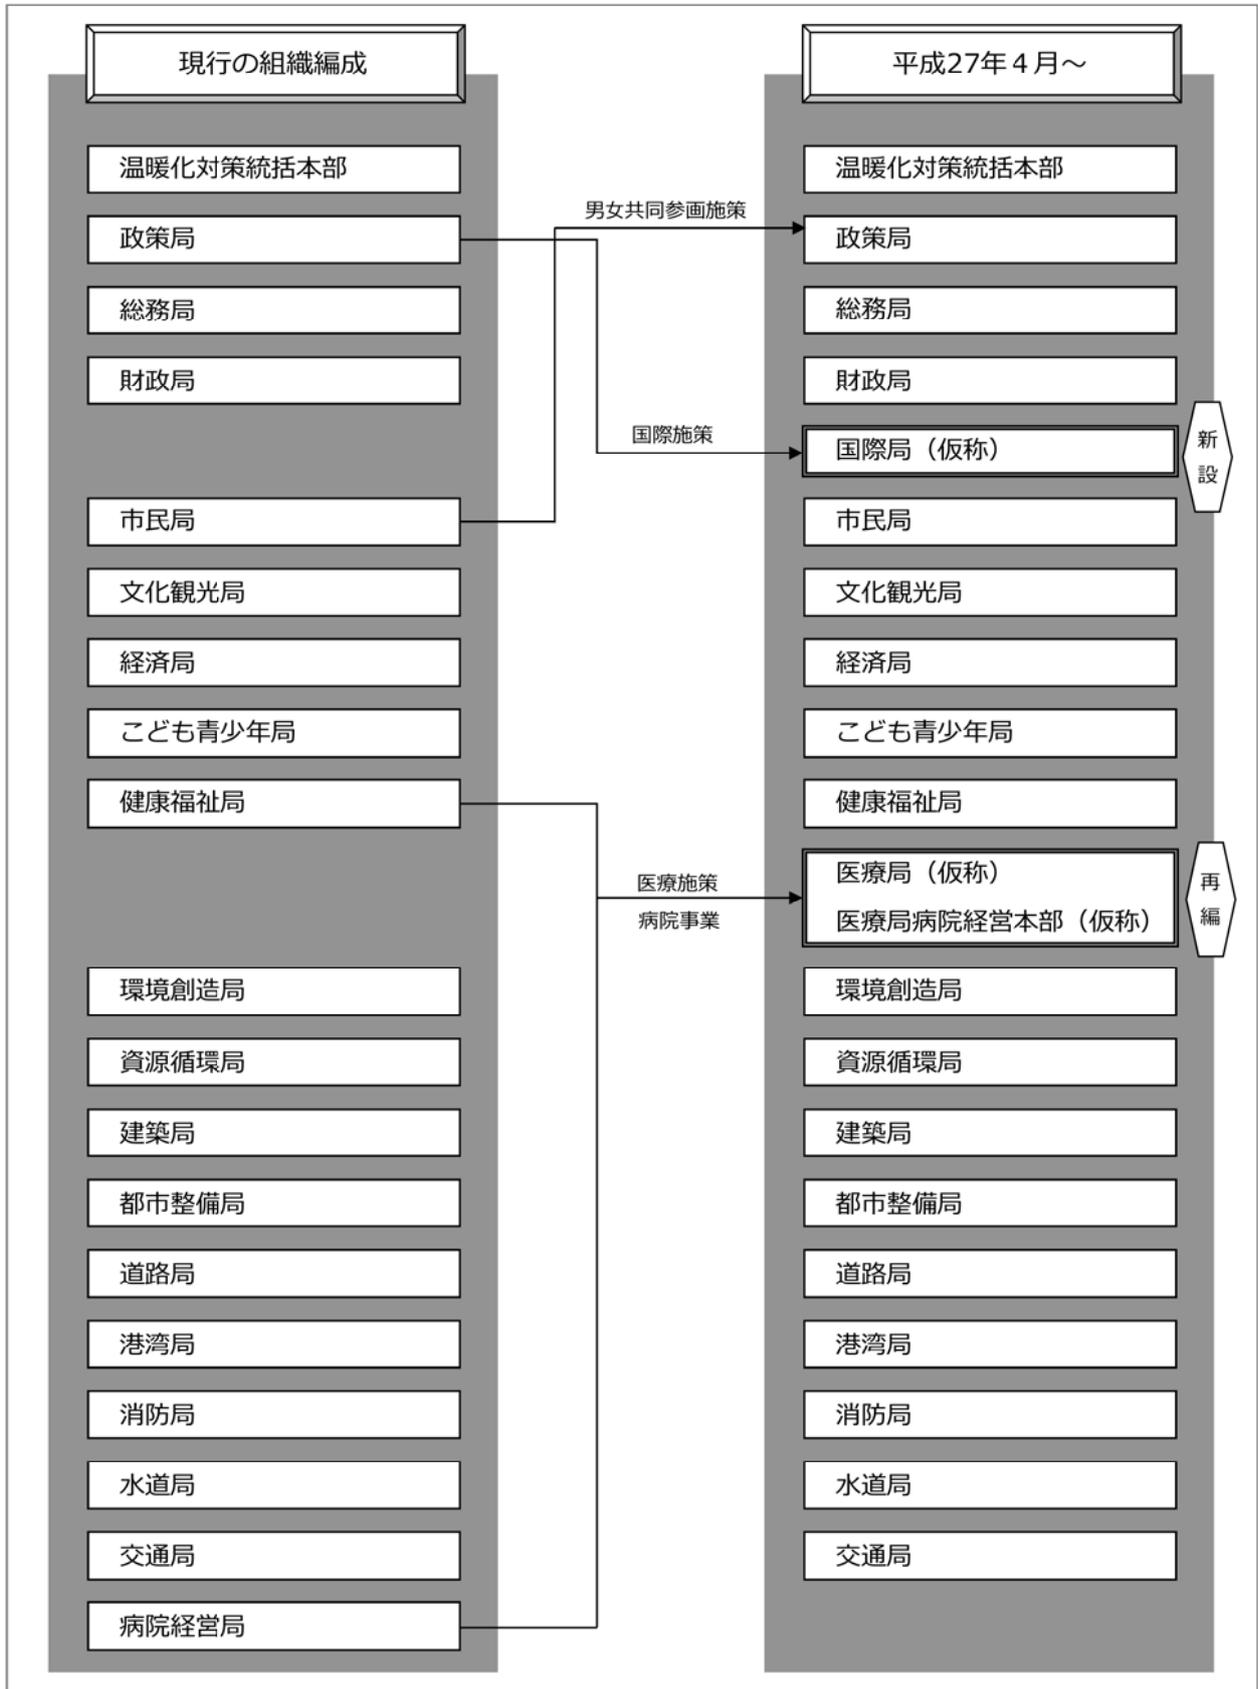 現行の組織編成
温暖化対策統括本部
政策局
総務局
財政局
市民局
文化観光局
経済局
こども青少年局
健康福祉局
環境創造局
資源循環局
建築局
都市整備局
道路局
港湾局
消防局
水道局
交通局
病院経営局
男女共同参画施策
国際施策
医療施策
病院事業
平成27年4月～
温暖化対策統括本部
政策局
総務局
財政局
国際局（仮称）
新設
市民局
文化観光局
経済局
こども青少年局
健康福祉局
医療局（仮称）
医療局病院経営本部（仮称）
再編
環境創造局
資源循環局
建築局
都市整備局
道路局
港湾局
消防局
水道局
交通局